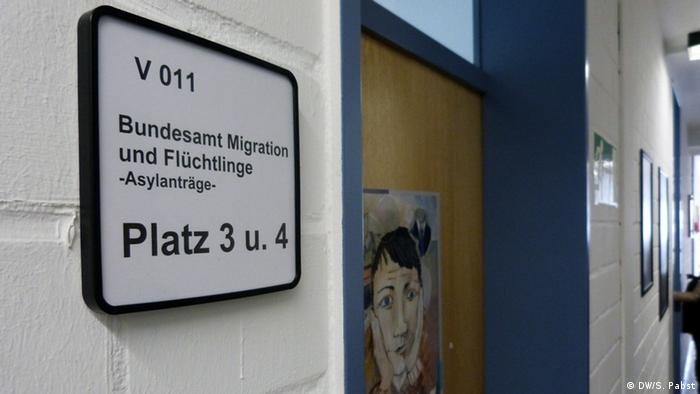 V 011
Bundesamt Migration
und Flüchtlinge
-Asylanträge-
Platz 3 u. 4
© DW/S. Pabst